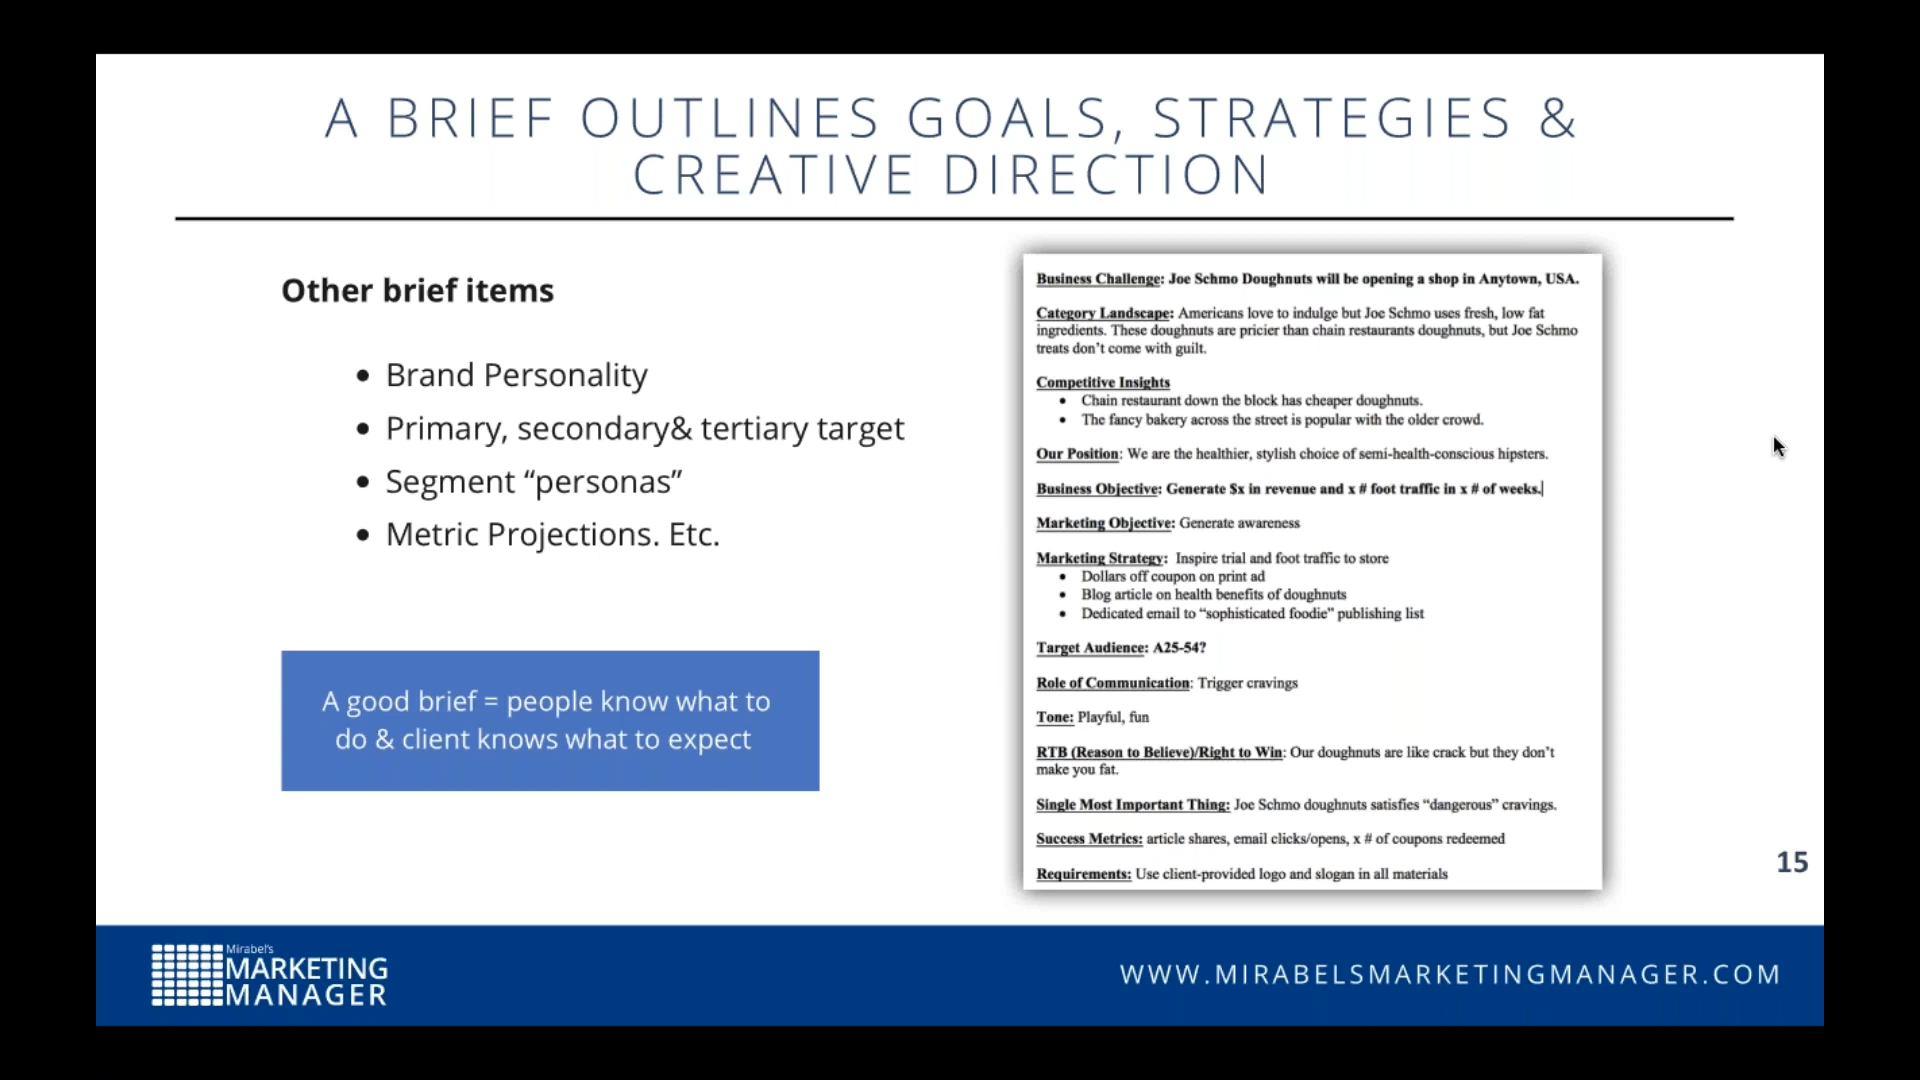 A BRIEF OUTLINES GOALS, STRATEGIES &
CREATIVE DIRECTION
Other brief items
• Brand Personality
• Primary, secondary& tertiary target
• Segment “personas”
• Metric Projections. Etc.
A good brief = people know what to
do & client knows what to expect
Business Challenge: Joe Schmo Doughnuts will be opening a shop in Anytown, USA.
Category Landscape: Americans love to indulge but Joe Schmo uses fresh, low fat
ingredients. These doughnuts are pricier than chain restaurants doughnuts, but Joe Schmo
treats don’t come with guilt.
Competitive Insights
• Chain restaurant down the block has cheaper doughnuts.
• The fancy bakery across the street is popular with the older crowd.
Our Position: We are the healthier, stylish choice of semi-health-conscious hipsters.
Business Objective: Generate $x in revenue and x # foot traffic in x # of weeks.
Marketing Objective: Generate awareness
Marketing Strategy: Inspire trial and foot traffic to store
• Dollars off coupon on print ad
• Blog article on health benefits of doughnuts
• Dedicated email to “sophisticated foodie” publishing list
Target Audience: A25-54?
Role of Communication: Trigger cravings
Tone: Playful, fun
RTB (Reason to Believe)/Right to Win: Our doughnuts are like crack but they don’t
make you fat.
Single Most Important Thing: Joe Schmo doughnuts satisfies “dangerous” cravings.
Success Metrics: article shares, email clicks/opens, x # of coupons redeemed
Requirements: Use client-provided logo and slogan in all materials
15
Mirabel's
MARKETING
MANAGER
WWW.MIRABELSMARKETINGMANAGER.COM